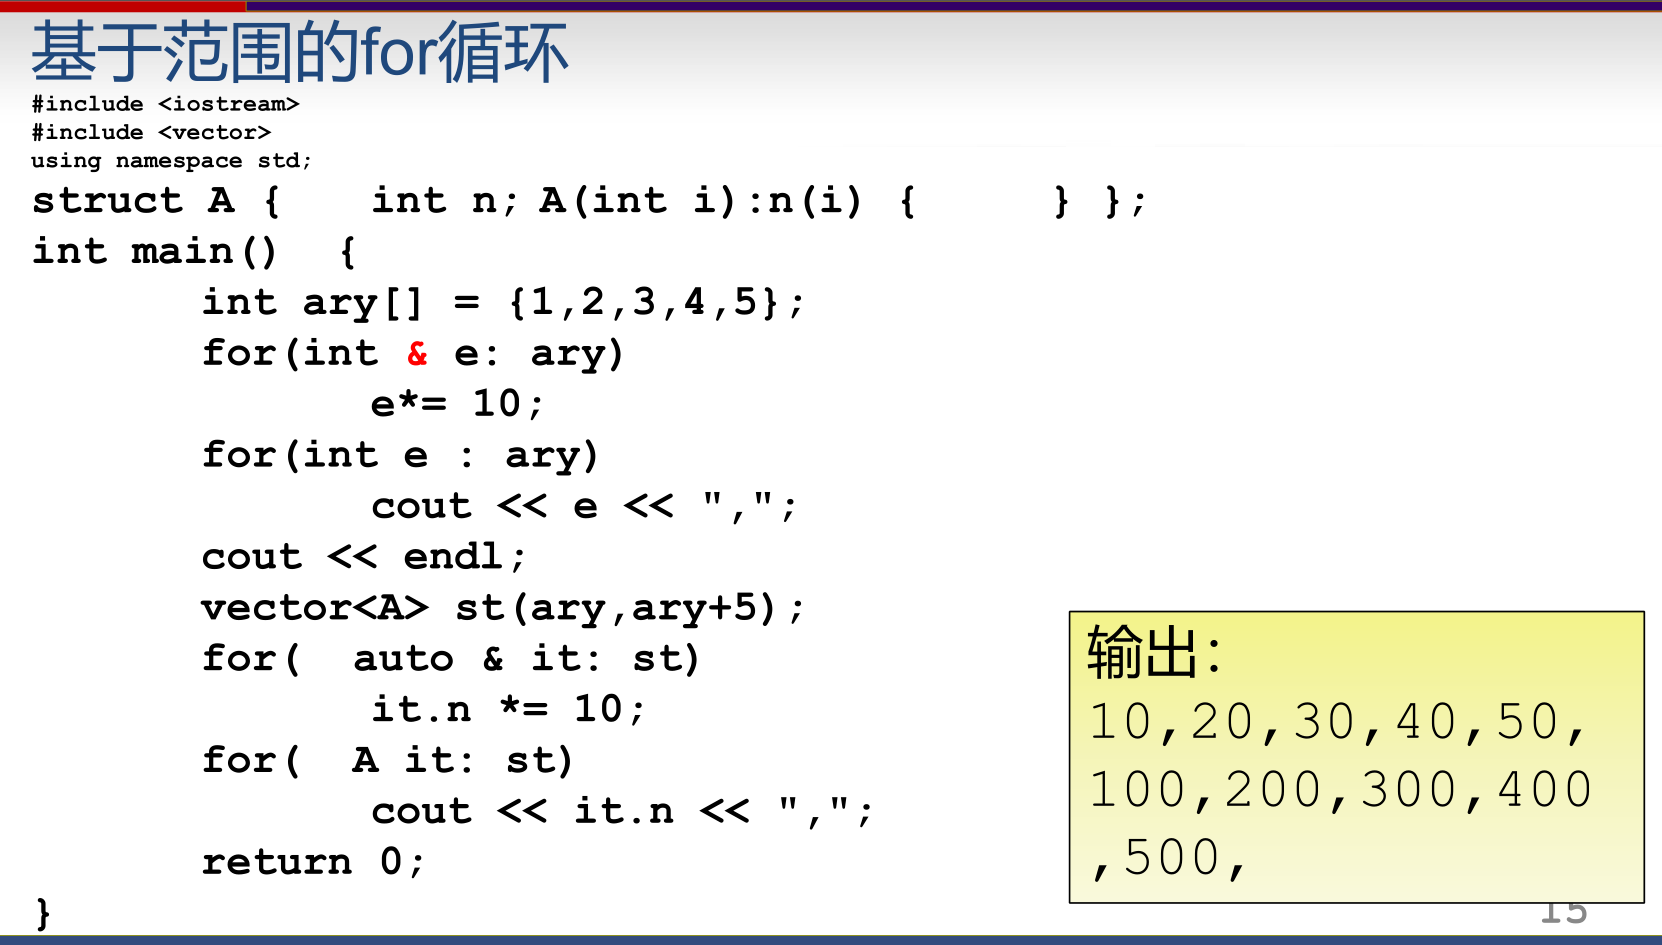 基于范围的for循环
#include <iostream>
#include <vector>
using namespace std;
struct A {    int n; A(int i):n(i) {      } };
int main()  {
int ary[] = {1,2,3,4,5};
for(int & e: ary)
e*= 10;
for(int e : ary)
cout << e << ",";
cout << endl;
vector<A> st(ary,ary+5);
for(  auto & it: st)
it.n *= 10;
for(  A it: st)
cout << it.n << ",";
return 0;
}
输出:
10,20,30,40,50,
100,200,300,400
,500,
15